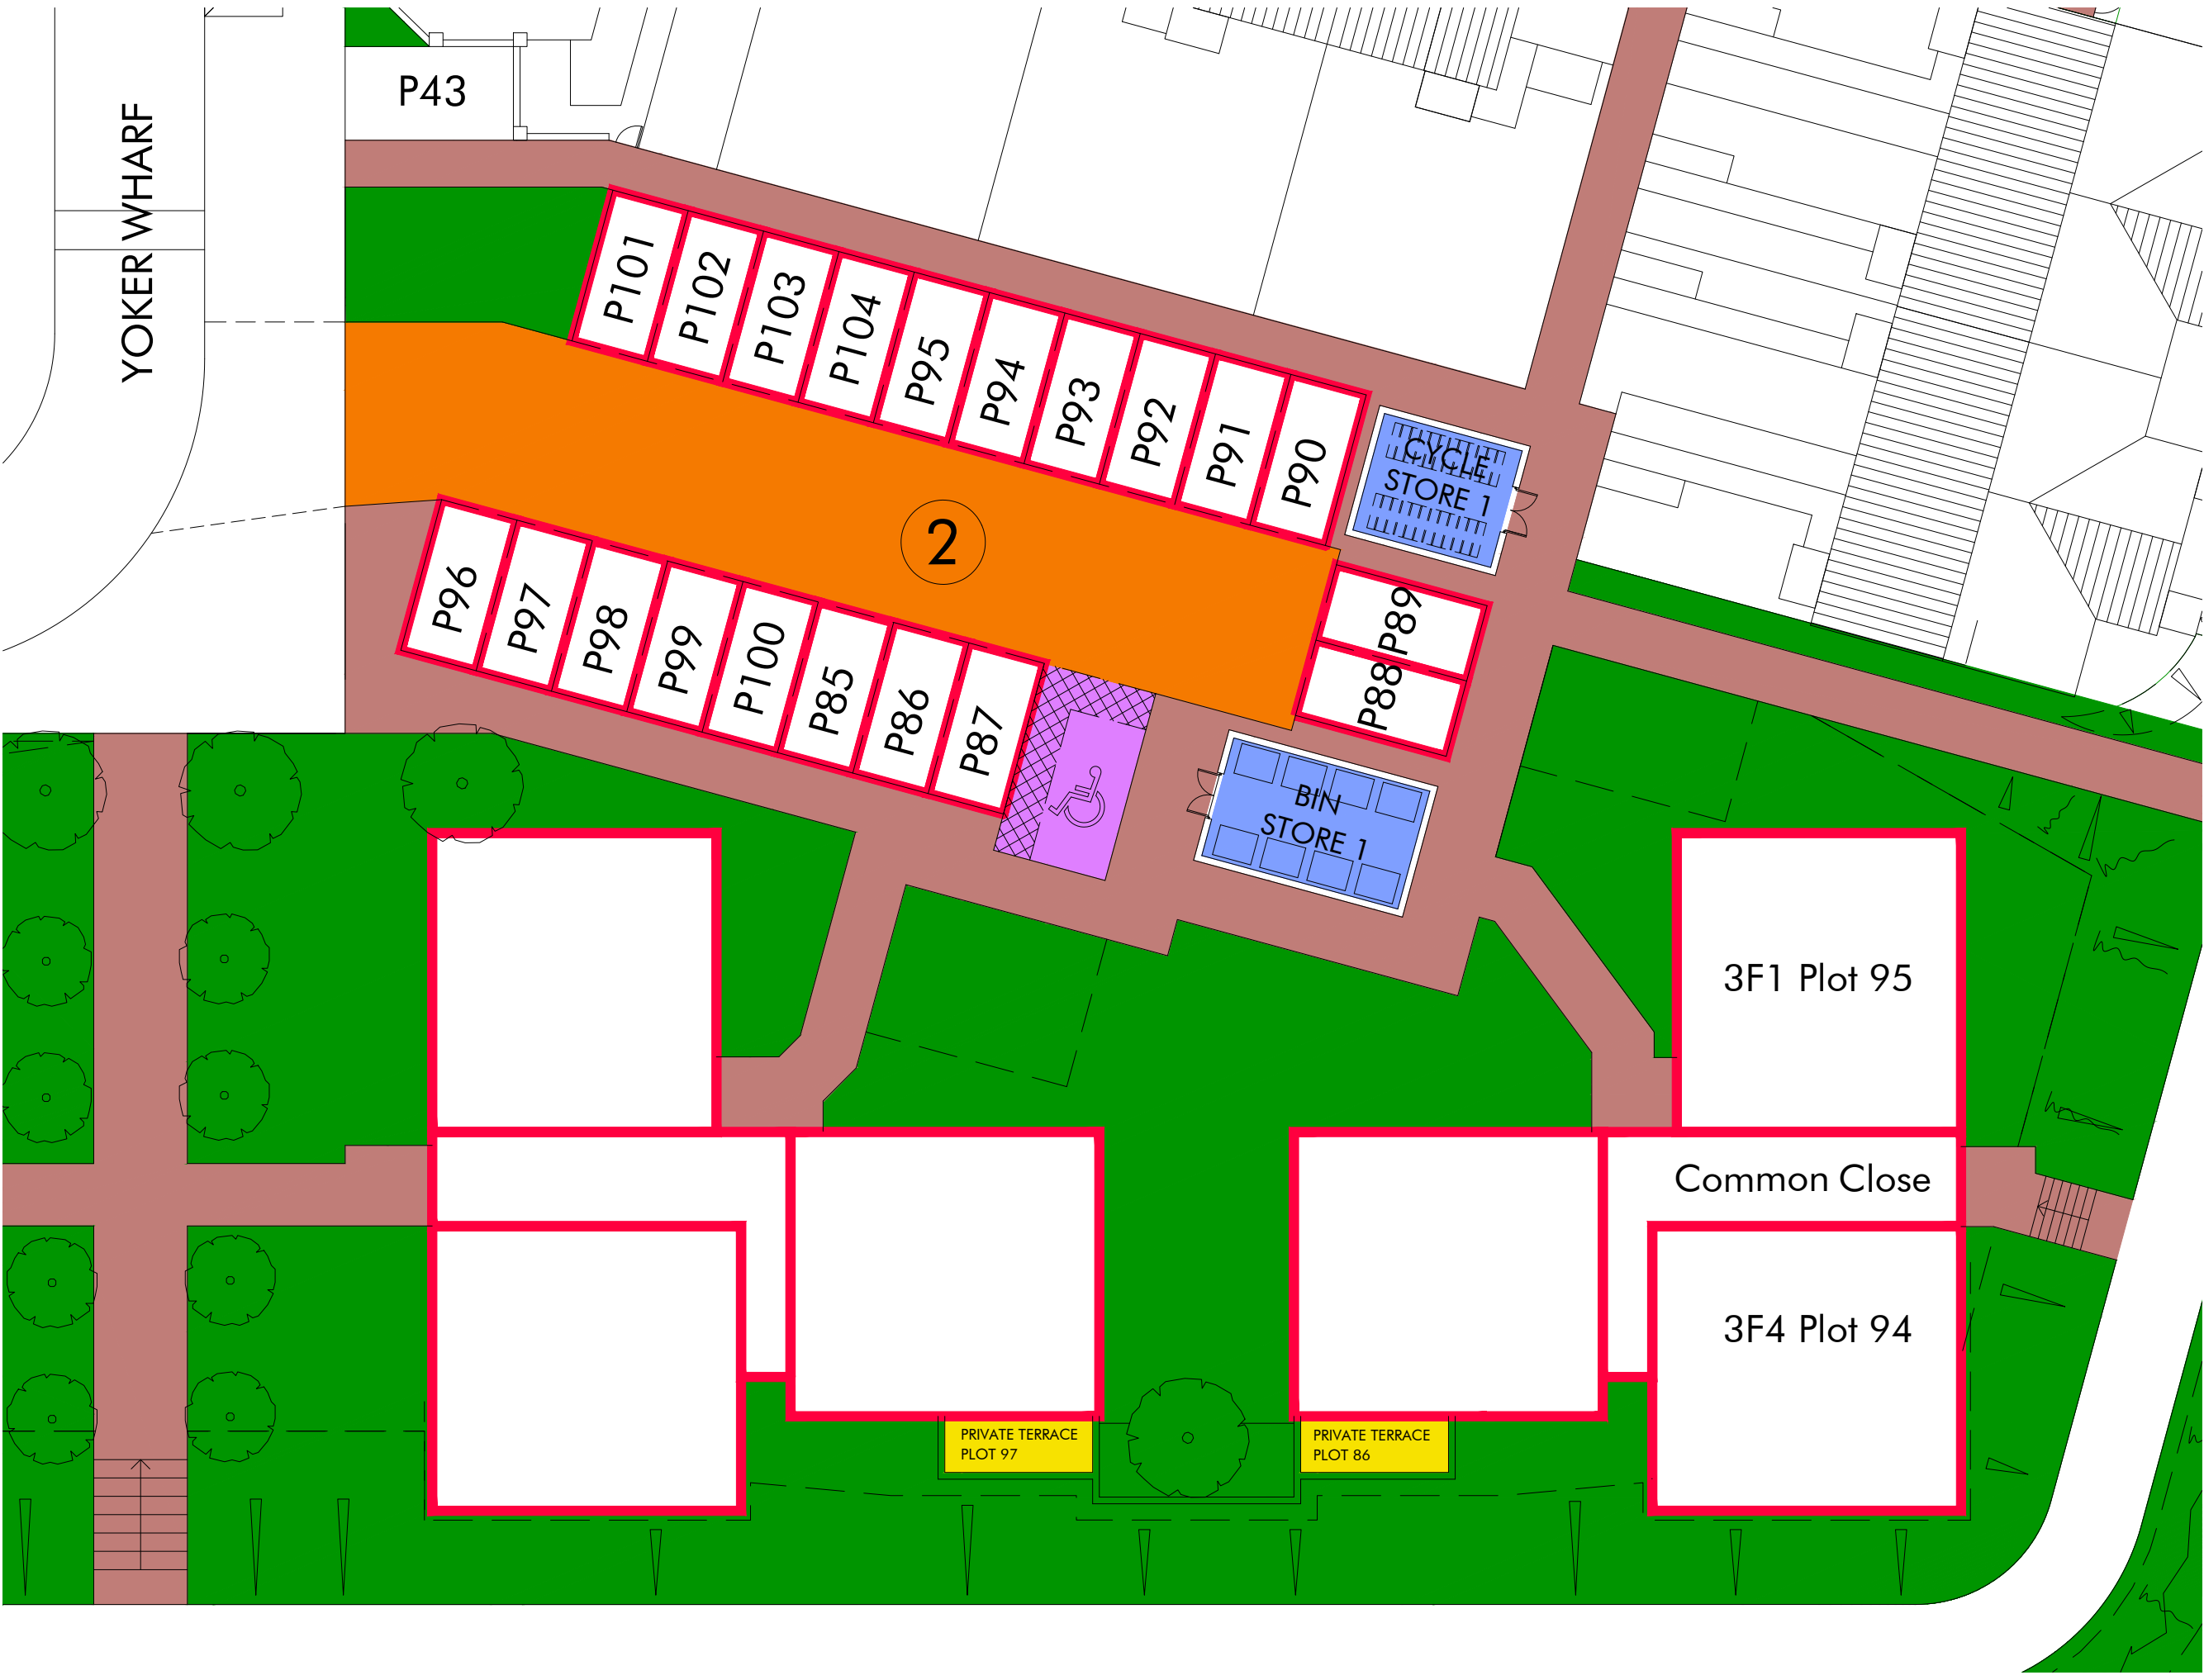 P43
YOKER WHARF
P101
P102
P103
P104
P95
P94
P93
P92
P91
P90
CYCLE
STORE 1
2
P96
P97
P98
P99
P100
P85
P86
P87
P89
P88
BIN
STORE 1
3F1 Plot 95
Common Close
3F4 Plot 94
PRIVATE TERRACE
PLOT 97
PRIVATE TERRACE
PLOT 86